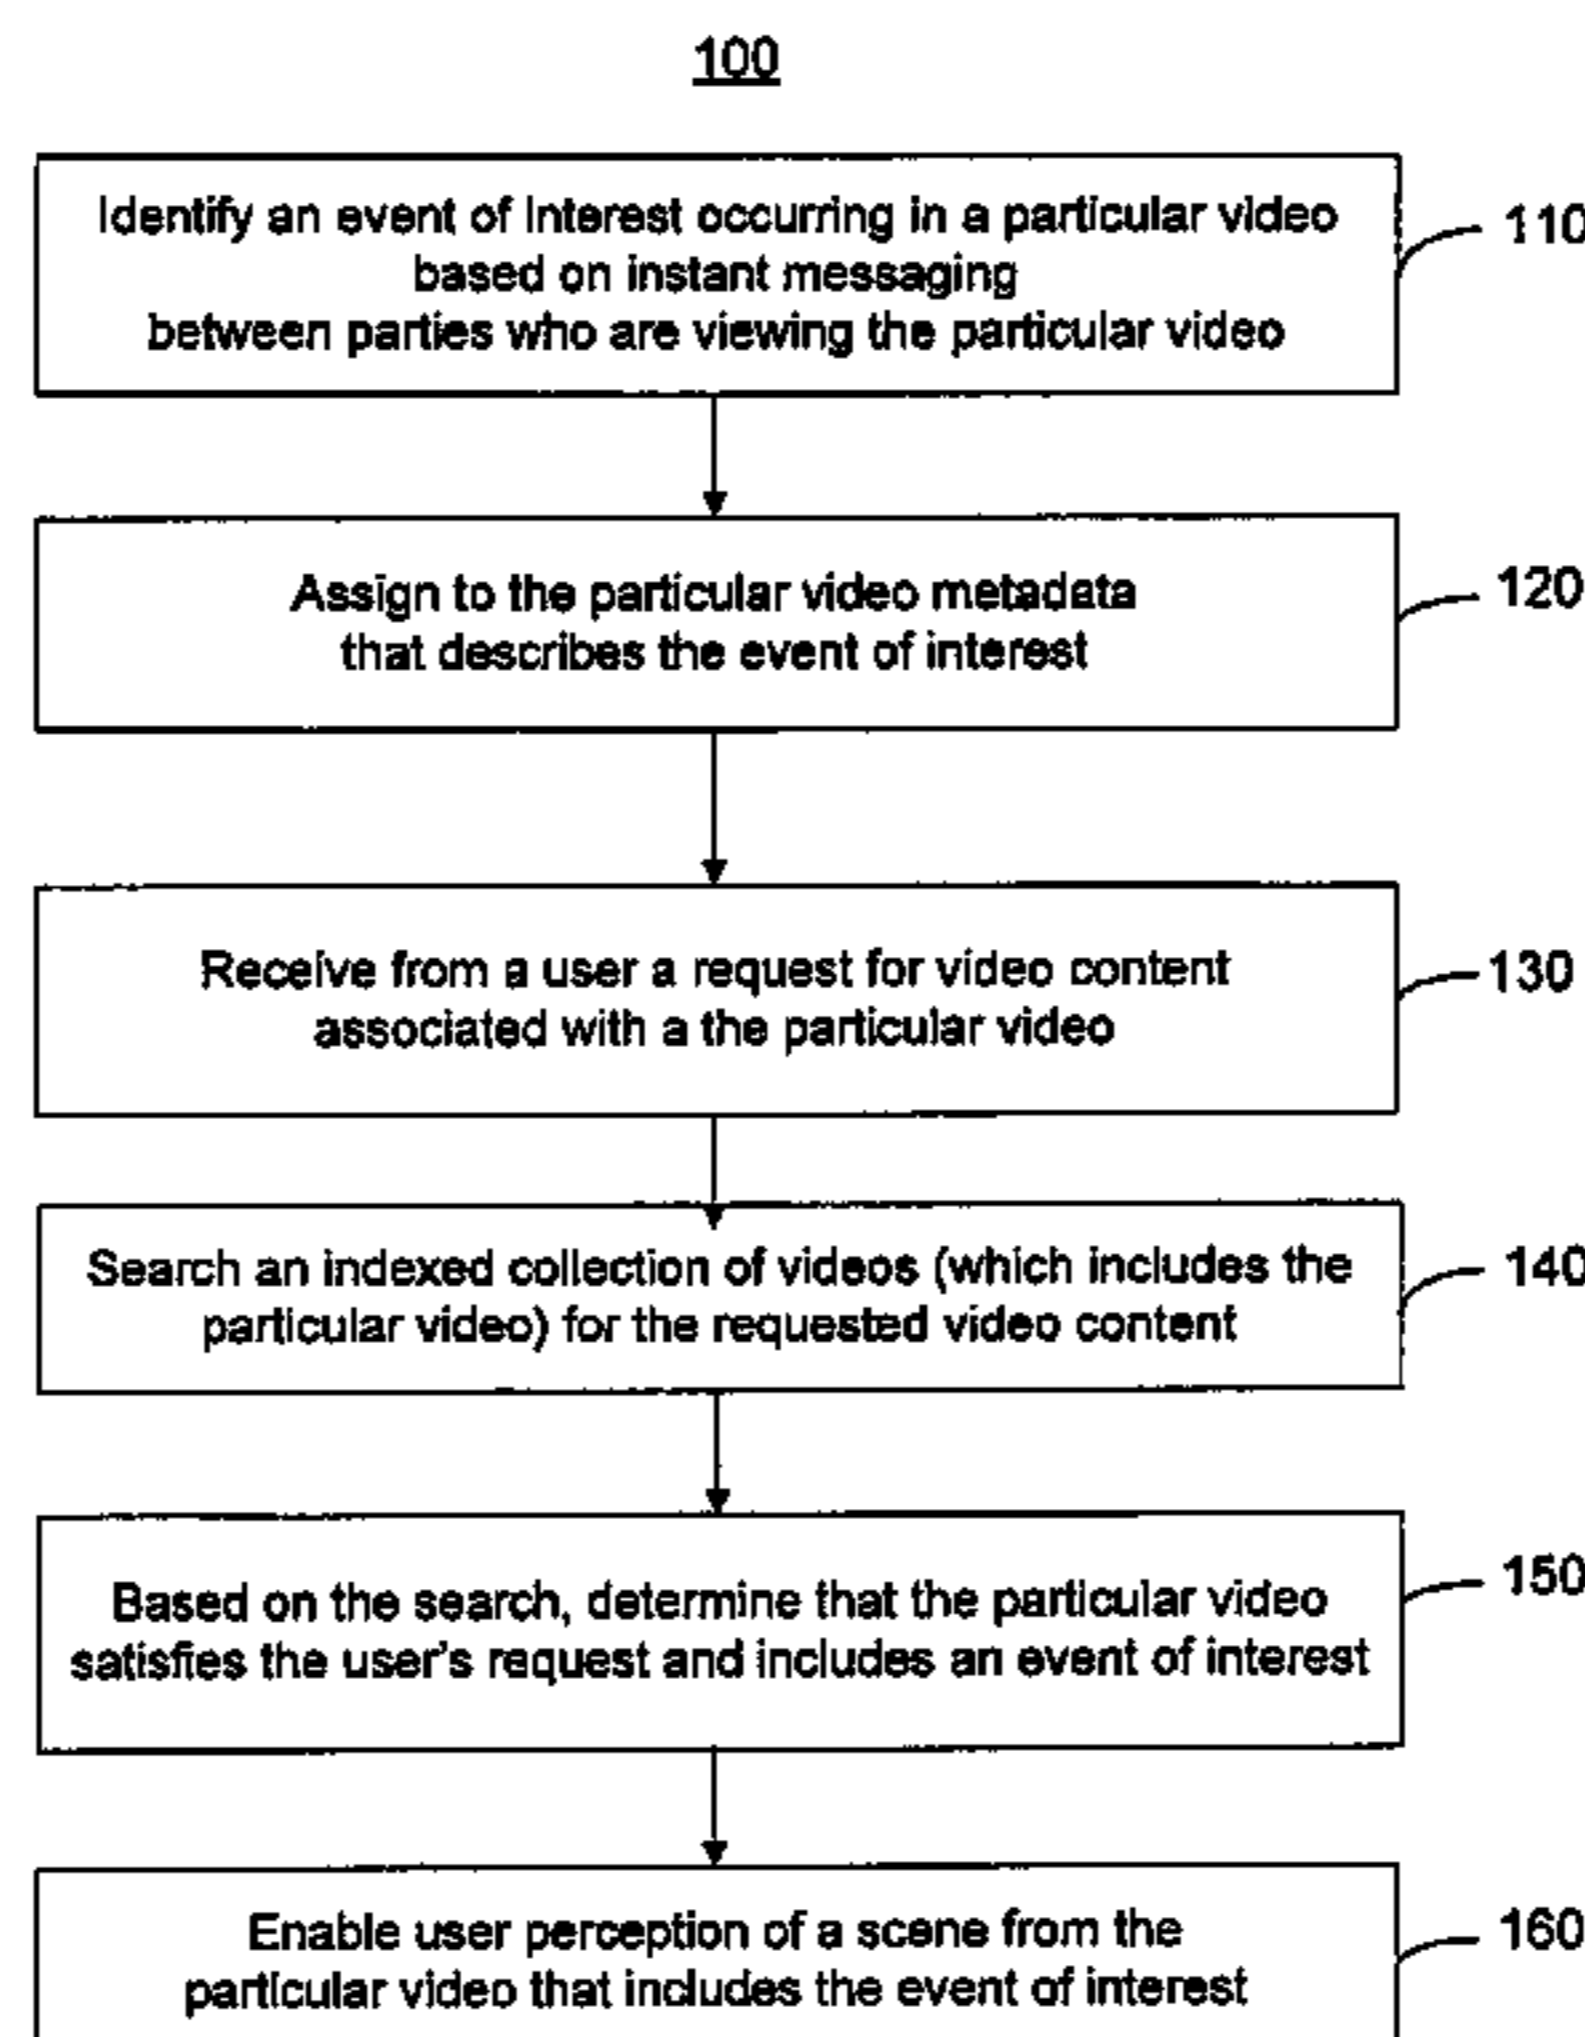 100
Identify an event of Interest occurring in a particular video
based on instant messaging
between parties who are viewing the particular video
110
Assign to the particular video metadata
that describes the event of interest
120
Receive from a user a request for video content
associated with a the particular video
130
Search an indexed collection of videos (which includes the
particular video) for the requested video content
140
Based on the search, determine that the particular video
satisfies the user's request and includes an event of interest
150
Enable user perception of a scene from the
particular video that includes the event of interest
160